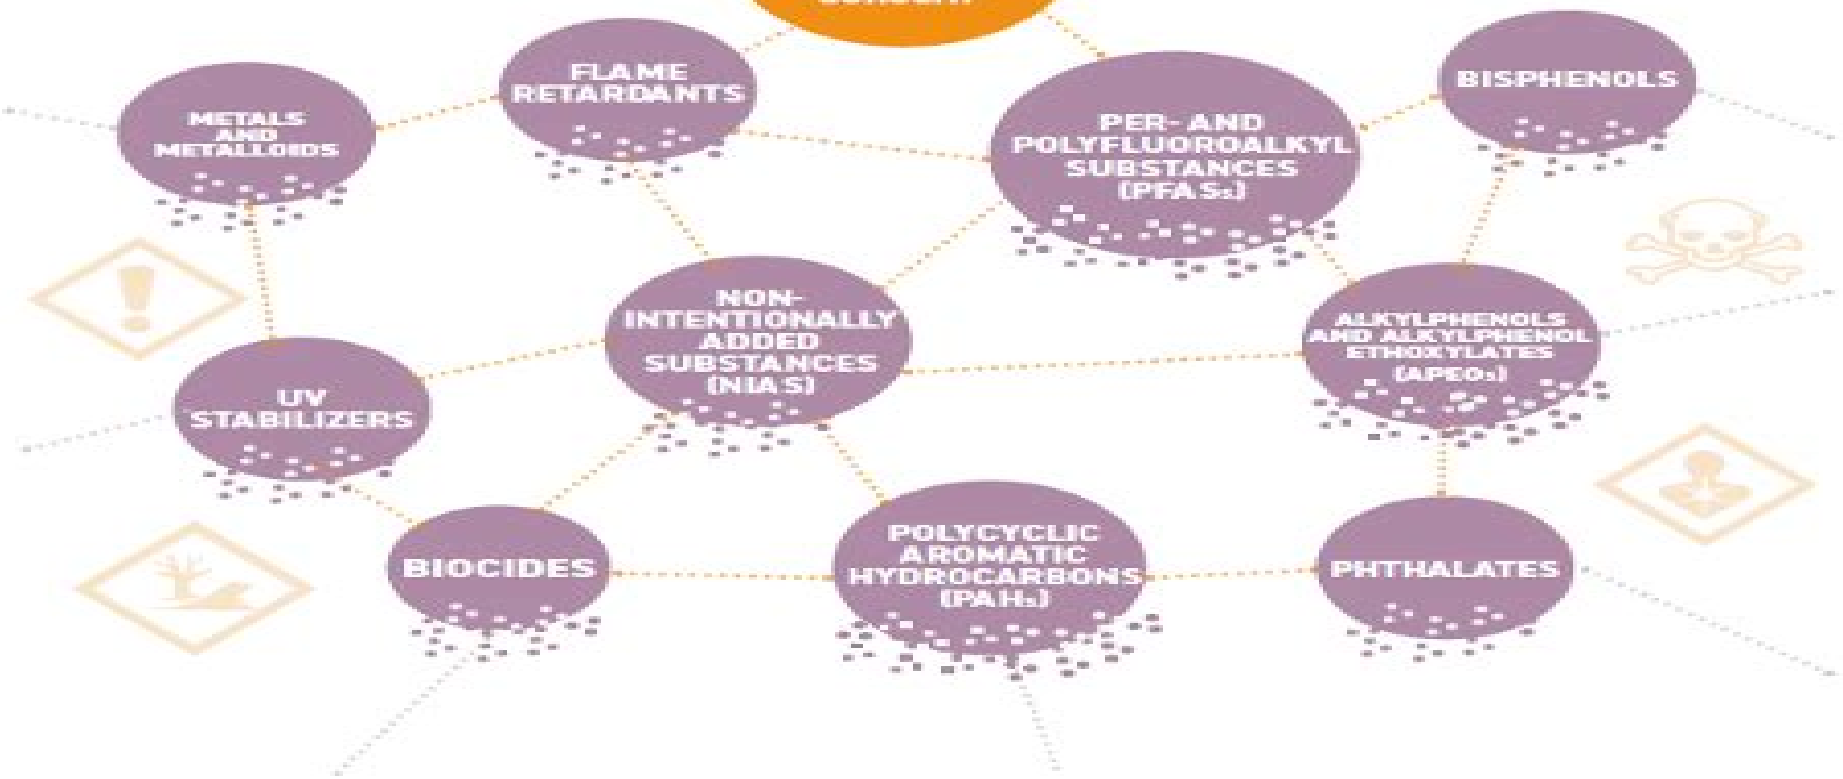 FLAME
RETARDANTS
BISPHENOLS
METALS
AND
METALLOIDS
PER- AND
POLYFLUOROALKYL
SUBSTANCES
(PFASs)
NON-
INTENTIONALLY
ADDED
SUBSTANCES
(NIAS)
ALKYLPHENOLS
AND ALKYLPHENOL
ETHOXYLATES
(APEOs)
UV
STABILIZERS
BIOCIDES
POLYCYCLIC
AROMATIC
HYDROCARBONS
(PAHs)
PHTHALATES